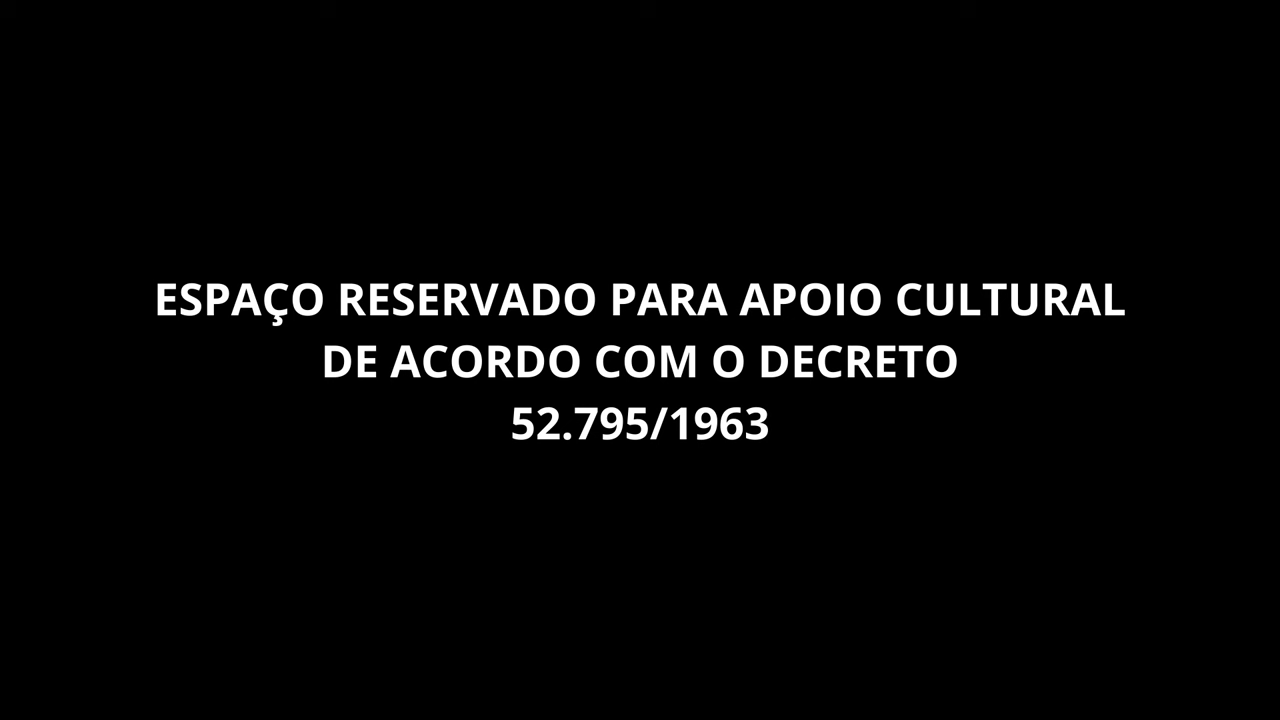 ESPAÇO RESERVADO PARA APOIO CULTURAL
DE ACORDO COM O DECRETO
52.795/1963